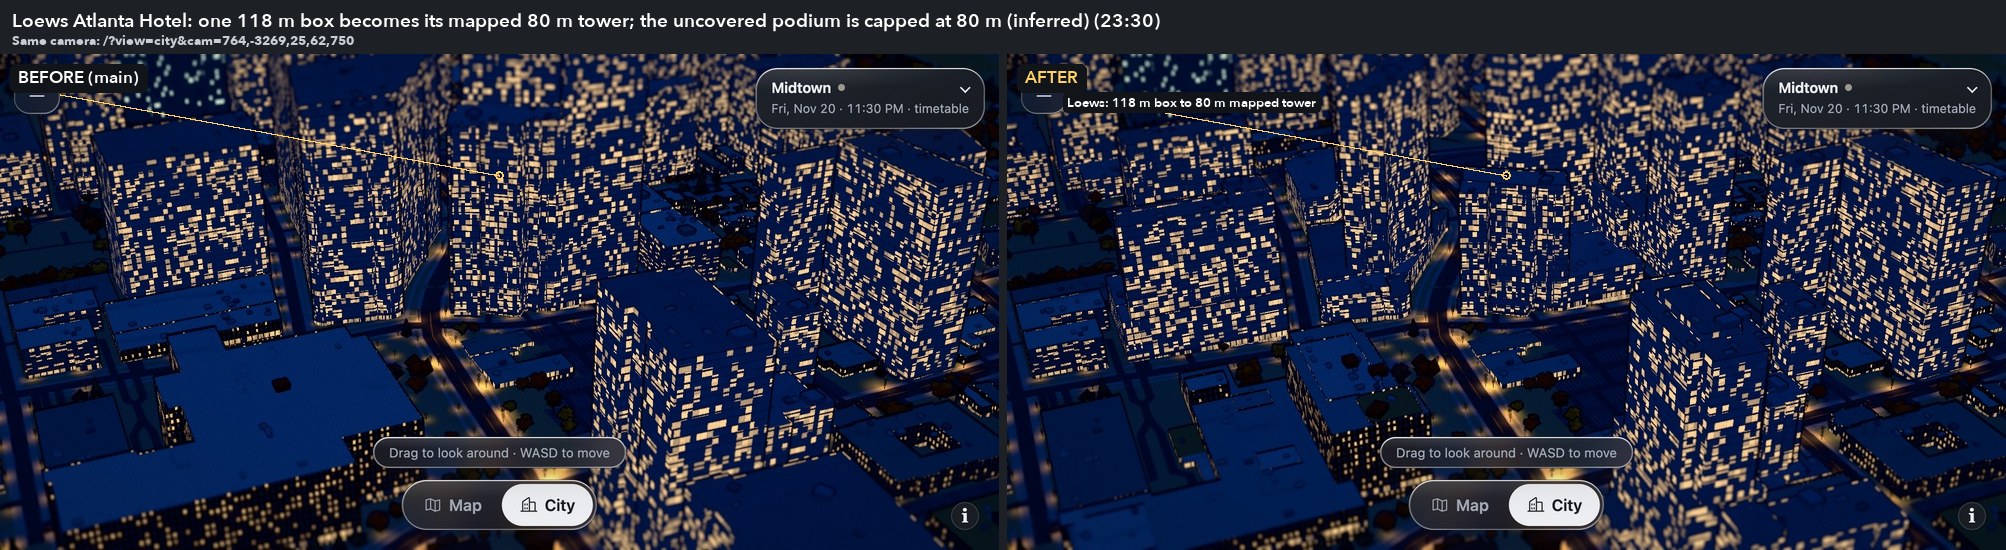 Loews Atlanta Hotel: one 118 m box becomes its mapped 80 m tower; the uncovered podium is capped at 80 m (inferred) (23:30)
Same camera: /?view=city&cam=764,-3269,25,62,750
BEFORE (main)
Midtown
Fri, Nov 20 · 11:30 PM · timetable
Drag to look around · WASD to move
Map
City
i
AFTER
Loews: 118 m box to 80 m mapped tower
Midtown
Fri, Nov 20 · 11:30 PM · timetable
Drag to look around · WASD to move
Map
City
i